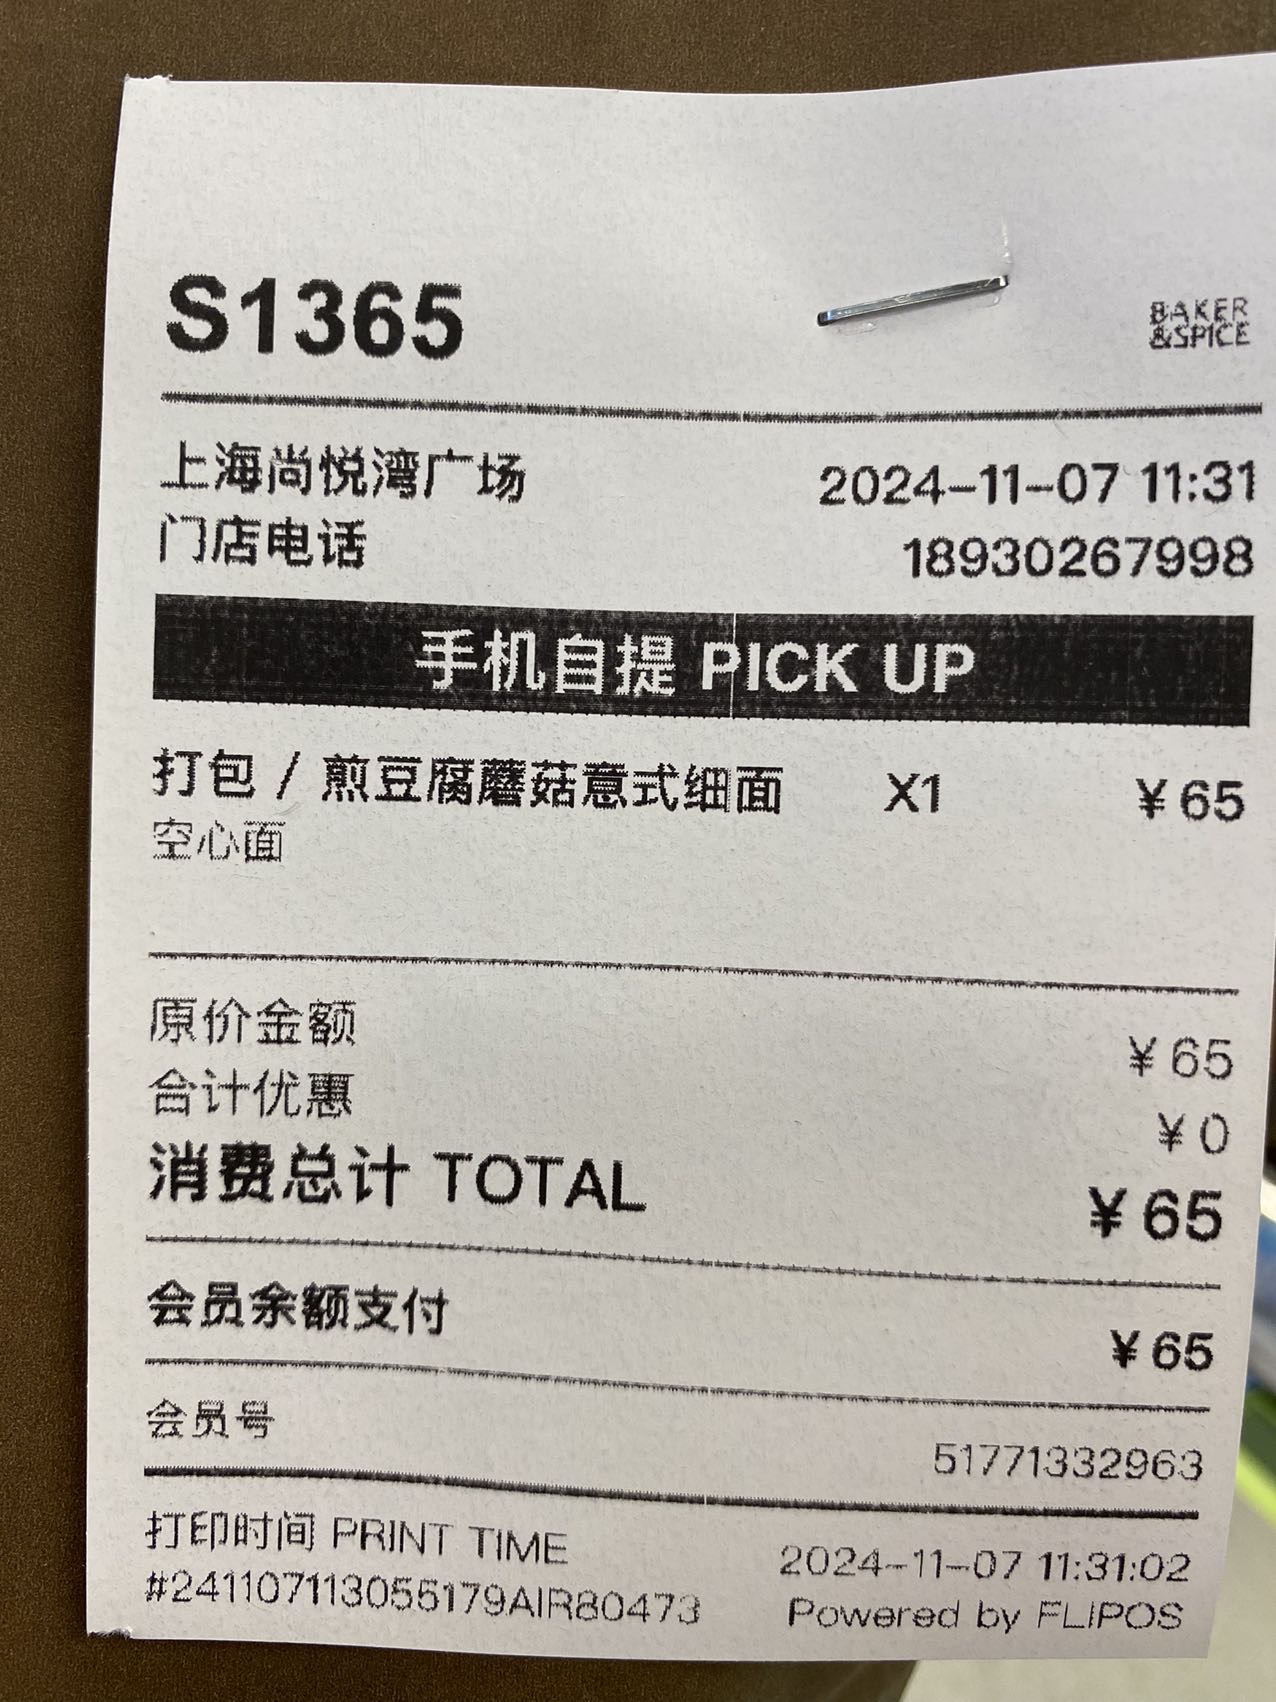 S1365
BAKER
&SPICE
上海尚悦湾广场 2024-11-07 11:31
门店电话 18930267998
手机自提 PICK UP
打包 / 煎豆腐蘑菇意式细面 X1 ¥65
空心面
原价金额 ¥65
合计优惠 ¥0
消费总计 TOTAL ¥65
会员余额支付 ¥65
会员号 51771332963
打印时间 PRINT TIME 2024-11-07 11:31:02
#241107113055179AIR80473 Powered by FLIPOS